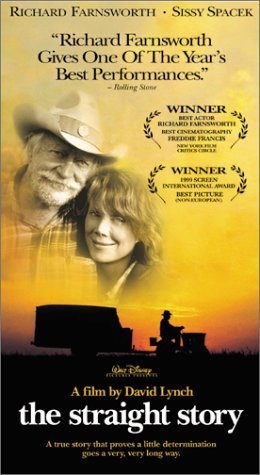 RICHARD FARNSWORTH • SISSY SPACEK
"Richard Farnsworth
Gives One Of The Year's
Best Performances."
– Rolling Stone
WINNER
BEST ACTOR
RICHARD FARNSWORTH
BEST CINEMATOGRAPHY
FREDDIE FRANCIS
NEW YORK FILM
CRITICS CIRCLE
WINNER
1999 SCREEN
INTERNATIONAL AWARD
BEST PICTURE
(NON-EUROPEAN)
WALT DISNEY
PICTURES PRESENTS
A film by David Lynch
the straight story
A true story that proves a little determination
goes a very, very long way.